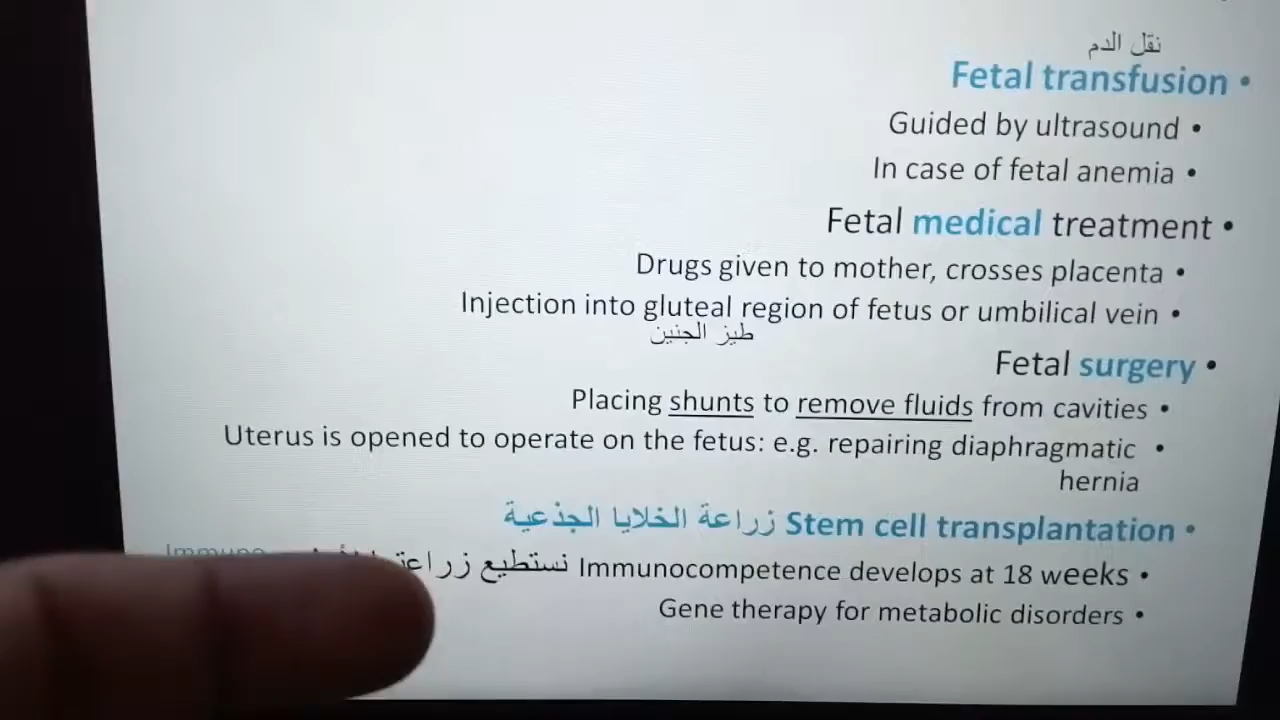 نقل الدم
Fetal transfusion •
Guided by ultrasound •
In case of fetal anemia •
Fetal medical treatment •
Drugs given to mother, crosses placenta •
Injection into gluteal region of fetus or umbilical vein •
طيز الجنين
Fetal surgery •
Placing shunts to remove fluids from cavities •
Uterus is opened to operate on the fetus: e.g. repairing diaphragmatic •
hernia
زراعة الخلايا الجذعية Stem cell transplantation •
Immuno
نستطيع زراعة Immunocompetence develops at 18 weeks •
Gene therapy for metabolic disorders •